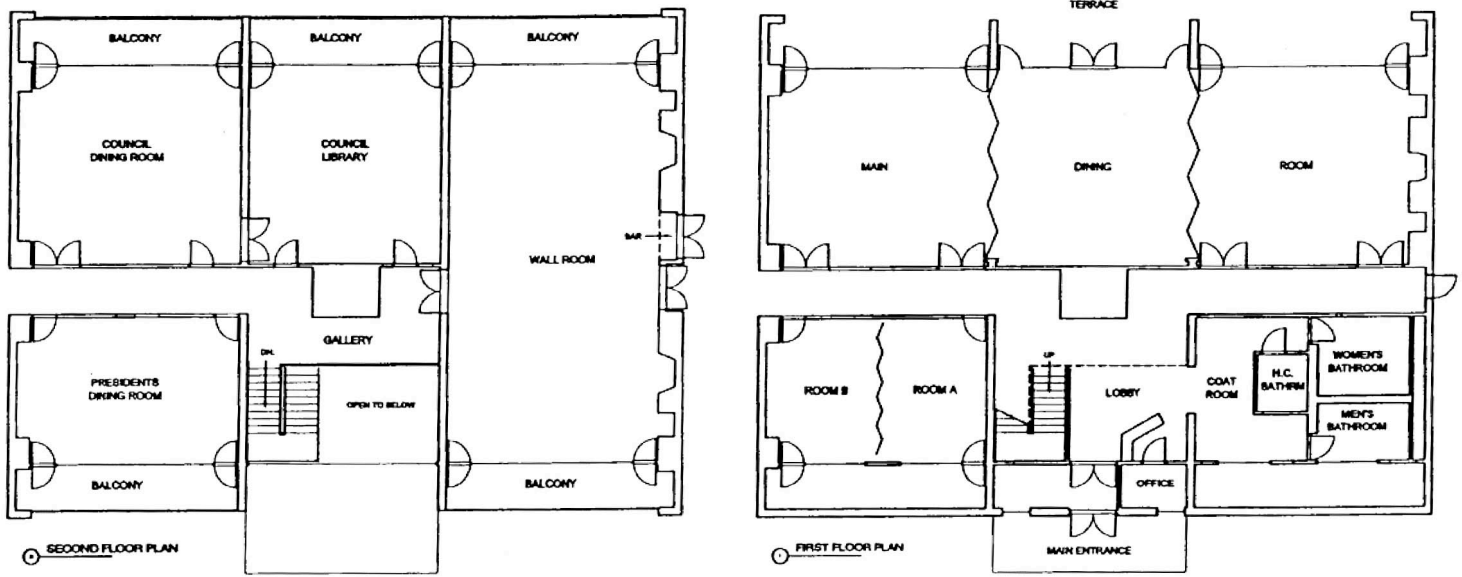 BALCONY
BALCONY
BALCONY
COUNCIL
DINING ROOM
COUNCIL
LIBRARY
BAR
WALL ROOM
GALLERY
DN.
PRESIDENTS
DINING ROOM
OPEN TO BELOW
BALCONY
BALCONY
SECOND FLOOR PLAN
TERRACE
MAIN
DINING
ROOM
UP
ROOM B
ROOM A
LOBBY
COAT
ROOM
H.C.
BATHRM
WOMEN'S
BATHROOM
MEN'S
BATHROOM
OFFICE
MAIN ENTRANCE
FIRST FLOOR PLAN